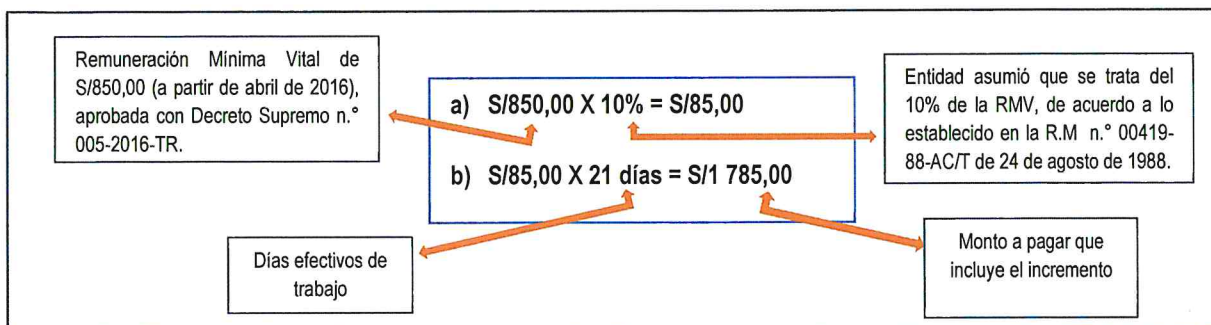 Remuneración Mínima Vital de
S/850,00 (a partir de abril de 2016),
aprobada con Decreto Supremo n.°
005-2016-TR.
a) S/850,00 X 10% = S/85,00
b) S/85,00 X 21 días = S/1 785,00
Entidad asumió que se trata del
10% de la RMV, de acuerdo a lo
establecido en la R.M n.° 00419-
88-AC/T de 24 de agosto de 1988.
Días efectivos de
trabajo
Monto a pagar que
incluye el incremento